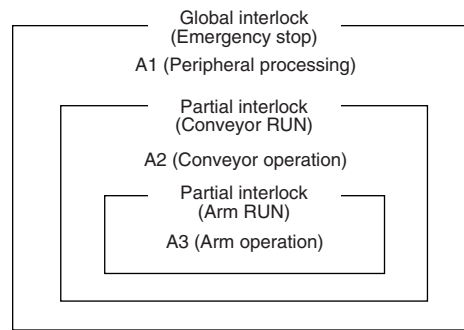 Global interlock
(Emergency stop)
A1 (Peripheral processing)
Partial interlock
(Conveyor RUN)
A2 (Conveyor operation)
Partial interlock
(Arm RUN)
A3 (Arm operation)